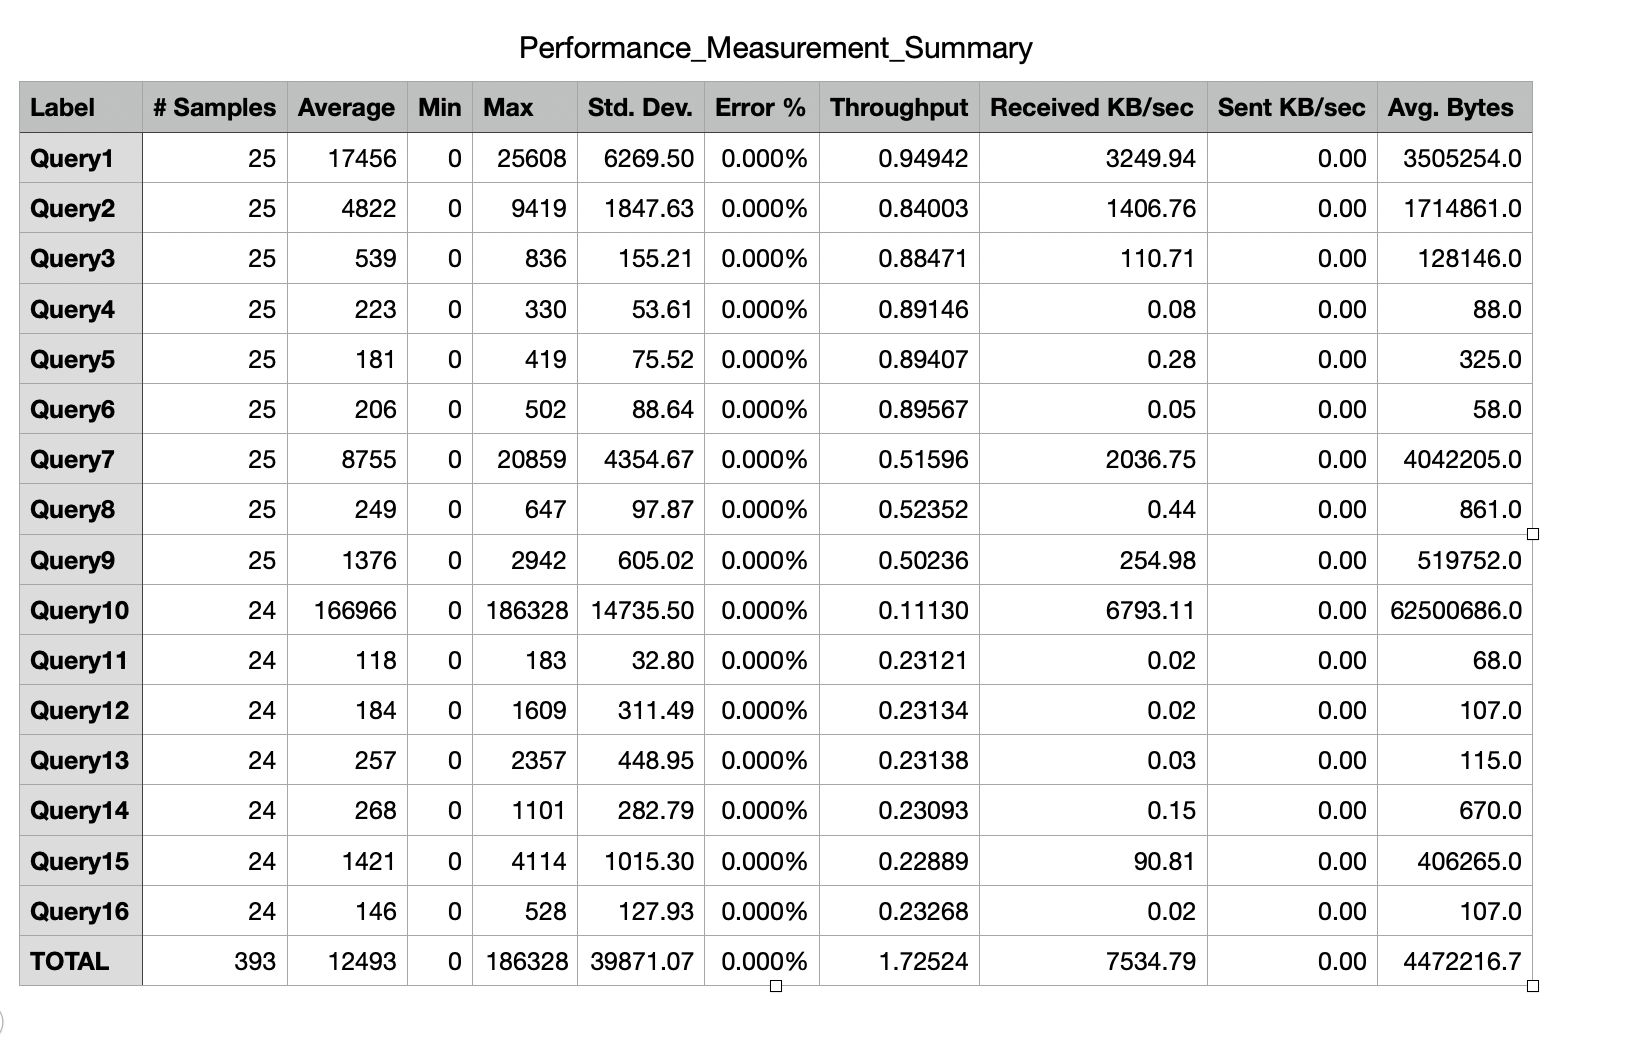 Performance_Measurement_Summary
Label # Samples Average Min Max Std. Dev. Error % Throughput Received KB/sec Sent KB/sec Avg. Bytes
Query1 25 17456 0 25608 6269.50 0.000% 0.94942 3249.94 0.00 3505254.0
Query2 25 4822 0 9419 1847.63 0.000% 0.84003 1406.76 0.00 1714861.0
Query3 25 539 0 836 155.21 0.000% 0.88471 110.71 0.00 128146.0
Query4 25 223 0 330 53.61 0.000% 0.89146 0.08 0.00 88.0
Query5 25 181 0 419 75.52 0.000% 0.89407 0.28 0.00 325.0
Query6 25 206 0 502 88.64 0.000% 0.89567 0.05 0.00 58.0
Query7 25 8755 0 20859 4354.67 0.000% 0.51596 2036.75 0.00 4042205.0
Query8 25 249 0 647 97.87 0.000% 0.52352 0.44 0.00 861.0
Query9 25 1376 0 2942 605.02 0.000% 0.50236 254.98 0.00 519752.0
Query10 24 166966 0 186328 14735.50 0.000% 0.11130 6793.11 0.00 62500686.0
Query11 24 118 0 183 32.80 0.000% 0.23121 0.02 0.00 68.0
Query12 24 184 0 1609 311.49 0.000% 0.23134 0.02 0.00 107.0
Query13 24 257 0 2357 448.95 0.000% 0.23138 0.03 0.00 115.0
Query14 24 268 0 1101 282.79 0.000% 0.23093 0.15 0.00 670.0
Query15 24 1421 0 4114 1015.30 0.000% 0.22889 90.81 0.00 406265.0
Query16 24 146 0 528 127.93 0.000% 0.23268 0.02 0.00 107.0
TOTAL 393 12493 0 186328 39871.07 0.000% 1.72524 7534.79 0.00 4472216.7